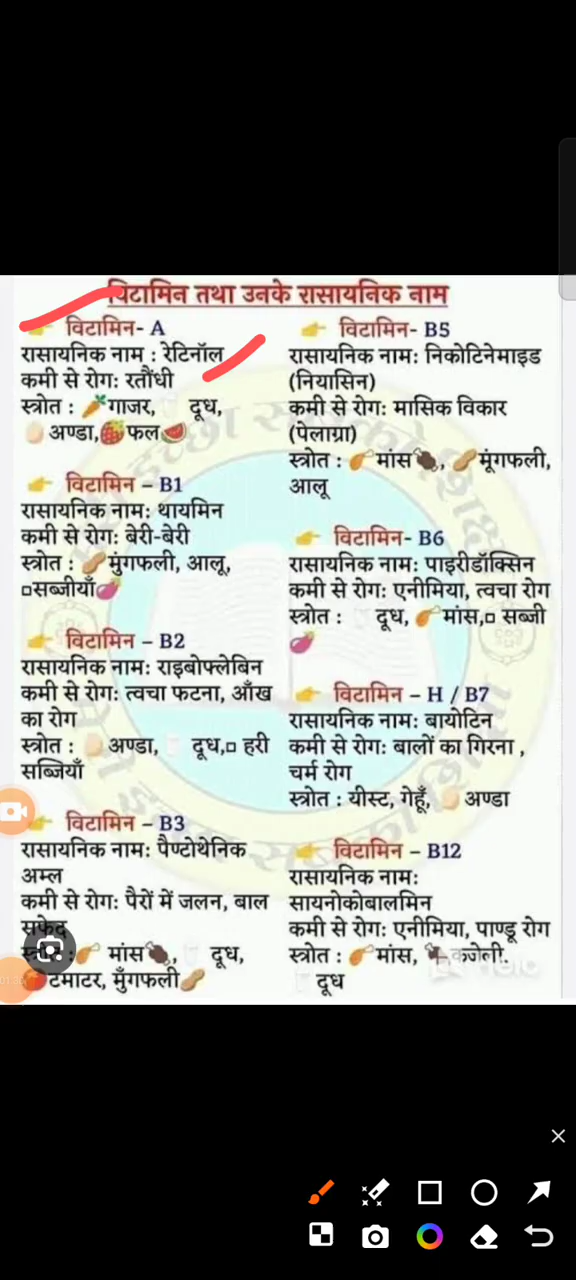 विटामिन तथा उनके रासायनिक नाम
विटामिन- A
रासायनिक नाम : रेटिनॉल
कमी से रोग: रतौंधी
स्त्रोत : गाजर, दूध,
अण्डा, फल
विटामिन – B1
रासायनिक नाम: थायमिन
कमी से रोग: बेरी-बेरी
स्त्रोत : मुंगफली, आलू,
सब्जीयाँ
विटामिन – B2
रासायनिक नाम: राइबोफ्लेबिन
कमी से रोग: त्वचा फटना, आँख
का रोग
स्त्रोत : अण्डा, दूध, हरी
सब्जियाँ
विटामिन – B3
रासायनिक नाम: पैण्टोथेनिक
अम्ल
कमी से रोग: पैरों में जलन, बाल
सफेद
मांस, दूध,
टमाटर, मुँगफली
विटामिन- B5
रासायनिक नाम: निकोटिनेमाइड
(नियासिन)
कमी से रोग: मासिक विकार
(पेलाग्रा)
स्त्रोत : मांस, मूंगफली,
आलू
विटामिन- B6
रासायनिक नाम: पाइरीडॉक्सिन
कमी से रोग: एनीमिया, त्वचा रोग
स्त्रोत : दूध, मांस, सब्जी
विटामिन – H / B7
रासायनिक नाम: बायोटिन
कमी से रोग: बालों का गिरना ,
चर्म रोग
स्त्रोत : यीस्ट, गेहूँ, अण्डा
विटामिन – B12
रासायनिक नाम:
सायनोकोबालमिन
कमी से रोग: एनीमिया, पाण्डू रोग
स्त्रोत : मांस, कजेली.
दूध